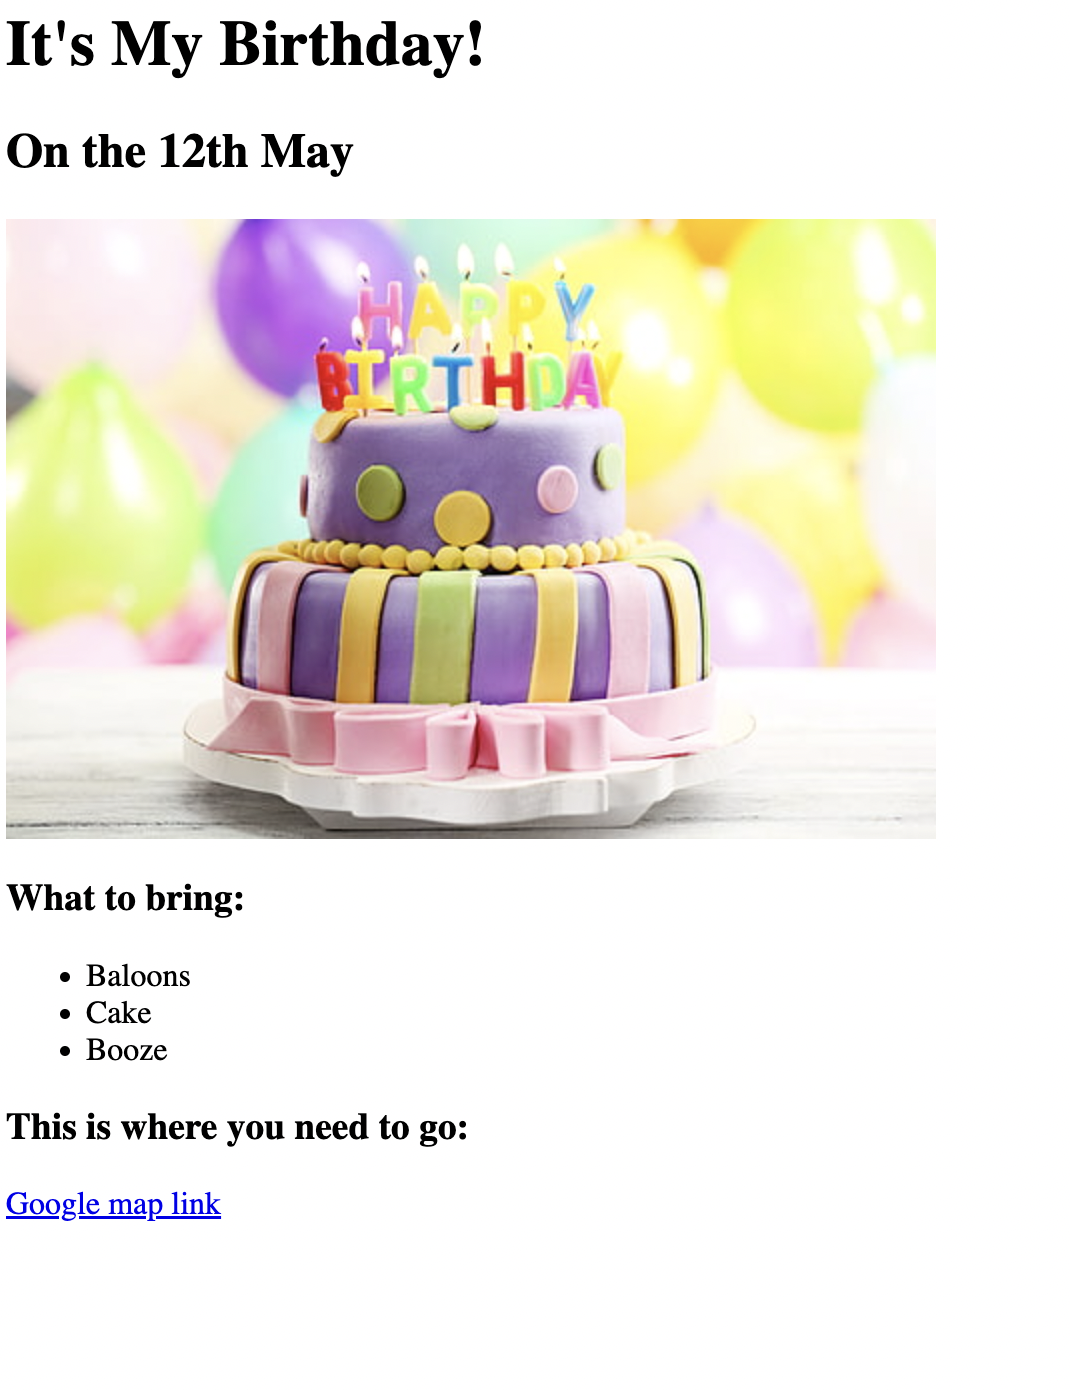 It's My Birthday!
On the 12th May
HAPPY
BIRTHDAY
What to bring:
Baloons
Cake
Booze
This is where you need to go:
Google map link